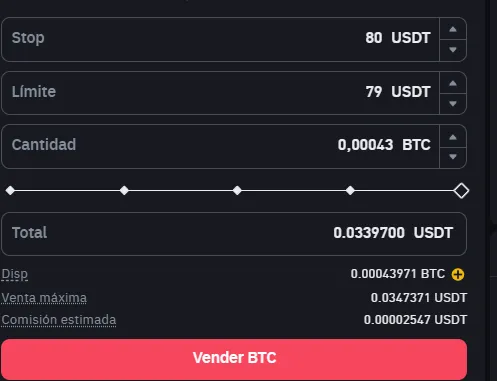 Stop 80 USDT
Límite 79 USDT
Cantidad 0,00043 BTC
Total 0.0339700 USDT
Disp 0.00043971 BTC
Venta máxima 0.0347371 USDT
Comisión estimada 0.00002547 USDT
Vender BTC